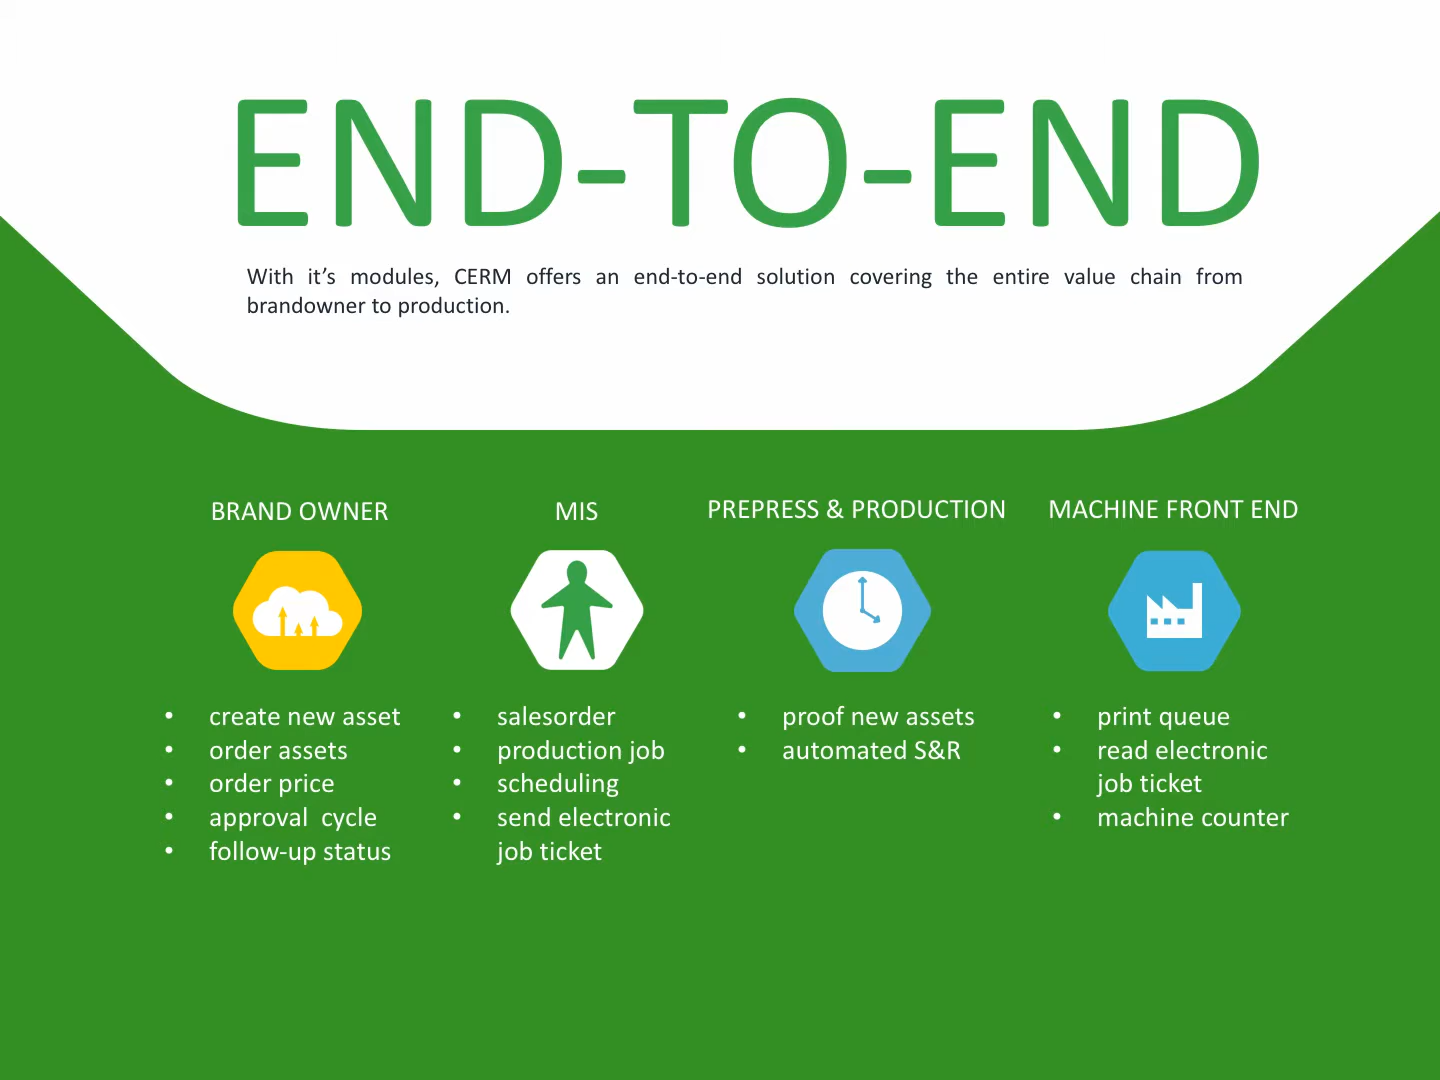 END-TO-END
With it’s modules, CERM offers an end-to-end solution covering the entire value chain from
brandowner to production.
BRAND OWNER
• create new asset
• order assets
• order price
• approval  cycle
• follow-up status
MIS
• salesorder
• production job
• scheduling
• send electronic
job ticket
PREPRESS & PRODUCTION
• proof new assets
• automated S&R
MACHINE FRONT END
• print queue
• read electronic
job ticket
• machine counter